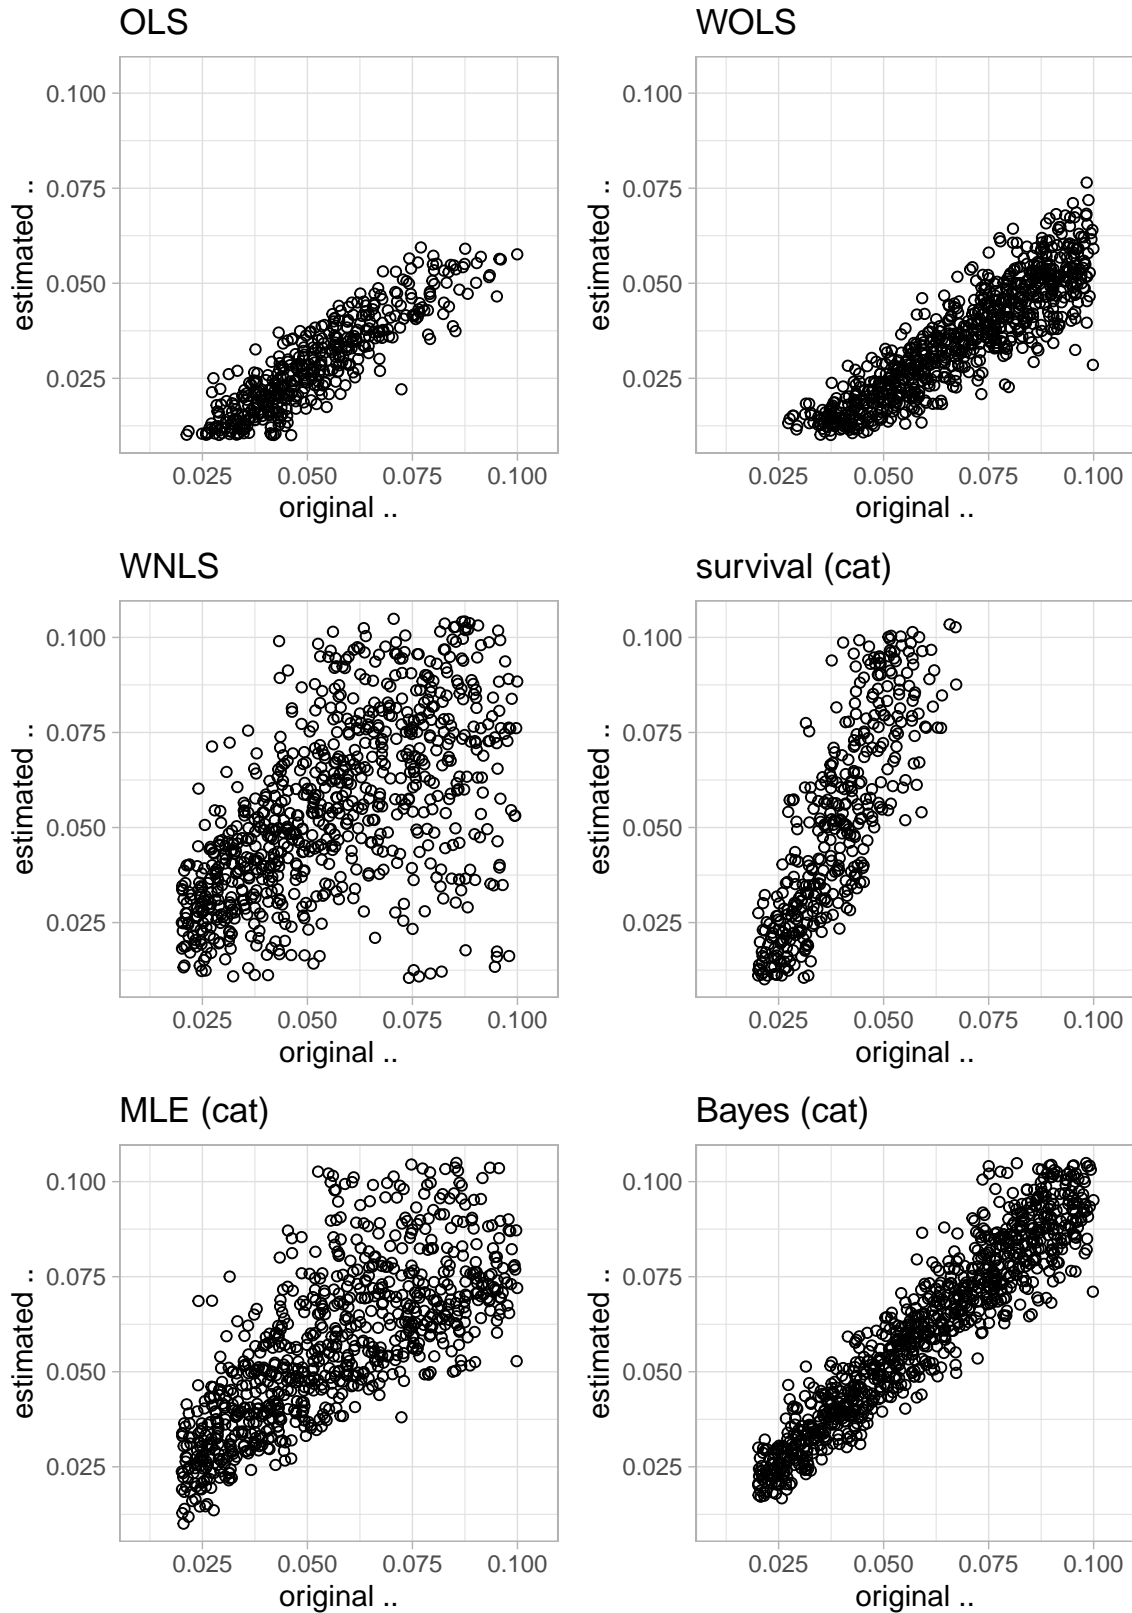 OLS
0.100
0.075
0.050
0.025
estimated ..
0.025 0.050 0.075 0.100
original ..
WOLS
0.100
0.075
0.050
0.025
estimated ..
0.025 0.050 0.075 0.100
original ..
WNLS
0.100
0.075
0.050
0.025
estimated ..
0.025 0.050 0.075 0.100
original ..
survival (cat)
0.100
0.075
0.050
0.025
estimated ..
0.025 0.050 0.075 0.100
original ..
MLE (cat)
0.100
0.075
0.050
0.025
estimated ..
0.025 0.050 0.075 0.100
original ..
Bayes (cat)
0.100
0.075
0.050
0.025
estimated ..
0.025 0.050 0.075 0.100
original ..